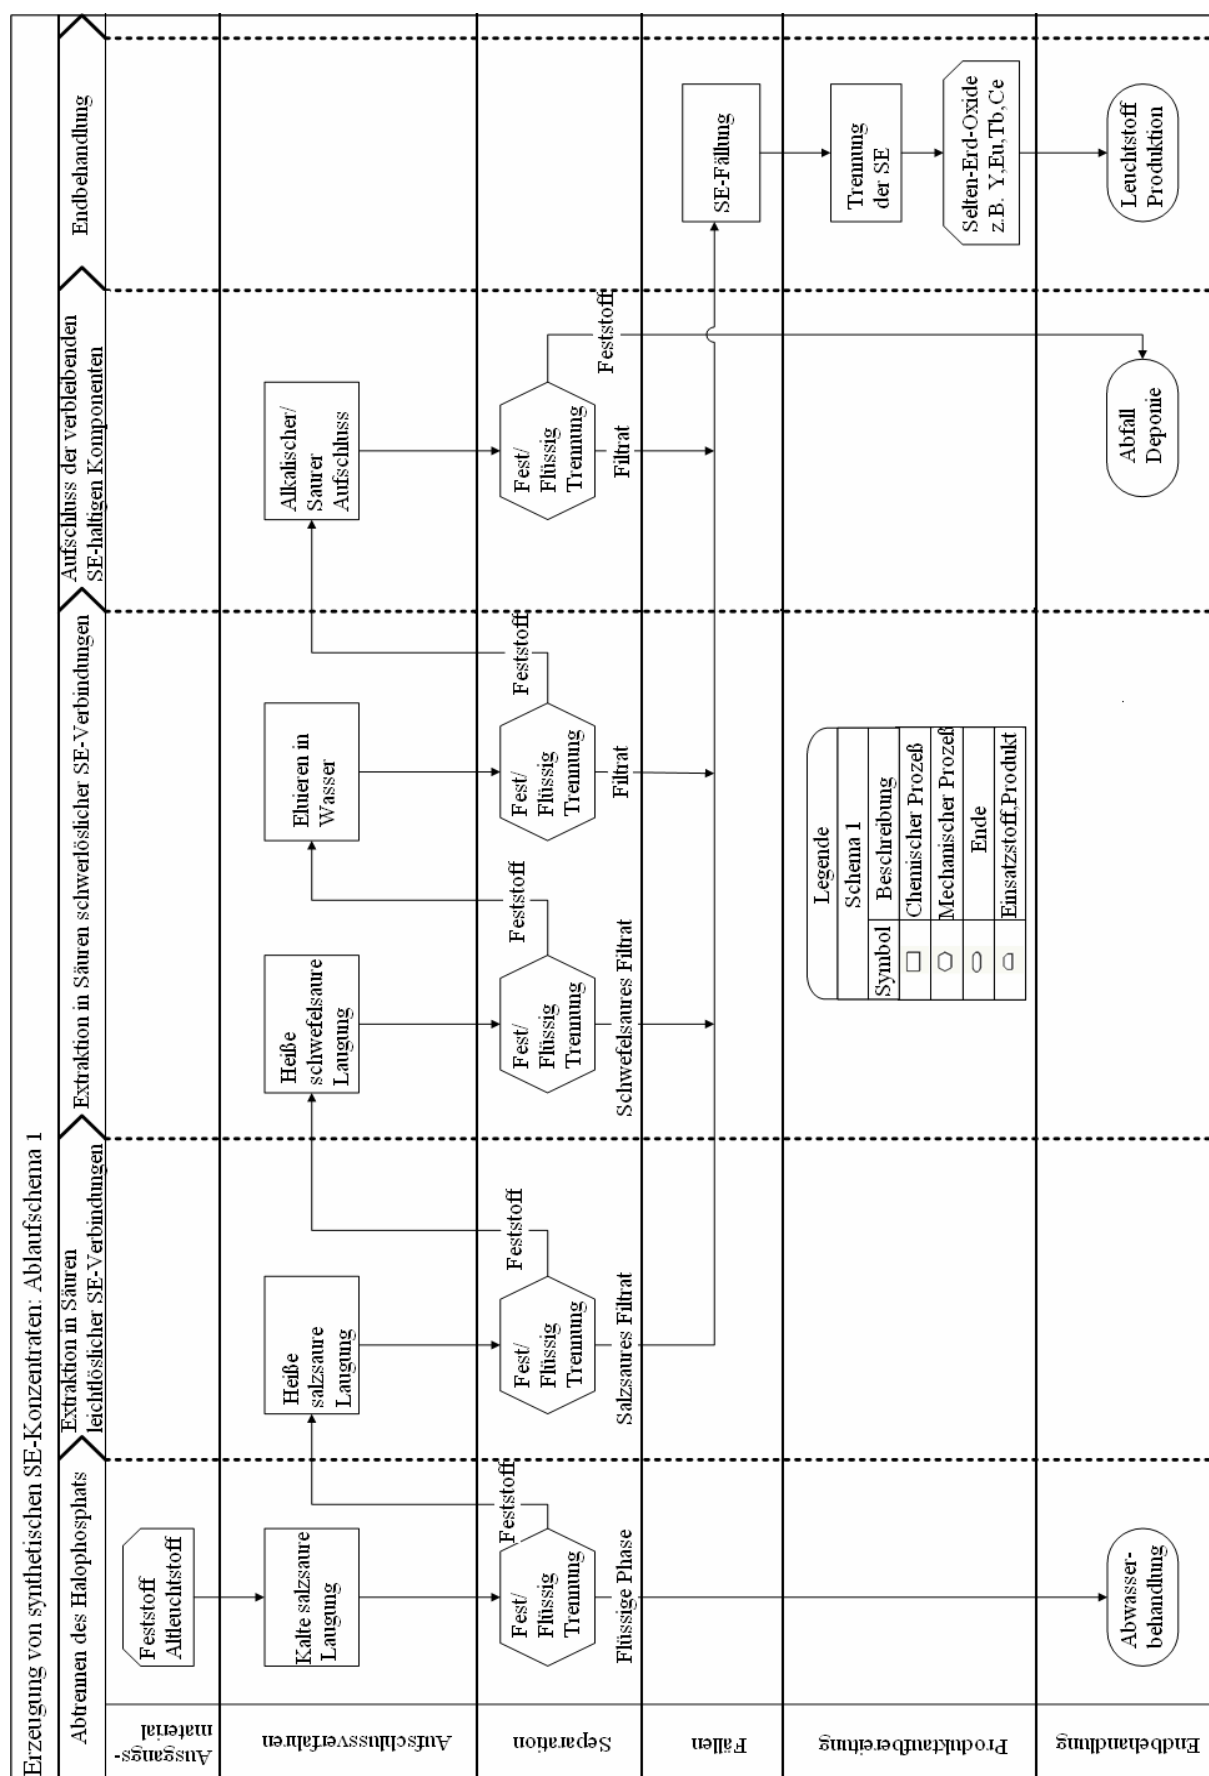 Erzeugung von synthetischen SE-Konzentraten: Ablaufschema 1
Abtrennen des Halophosphats
Extraktion in Säuren
leichtlöslicher SE-Verbindungen
Extraktion in Säuren schwerlöslicher SE-Verbindungen
Aufschluss der verbleibenden
SE-haltigen Komponenten
Endbehandlung
Ausgangs-
material
Feststoff
Altleuchtstoff
Aufschlussverfahren
Kalte salzsaure
Laugung
Heiße
salzsaure
Laugung
Heiße
schwefelsaure
Laugung
Eluieren in
Wasser
Alkalischer/
Saurer
Aufschluss
Separation
Fest/
Flüssig
Trennung
Feststoff
Flüssige Phase
Fest/
Flüssig
Trennung
Feststoff
Salzsaures Filtrat
Fest/
Flüssig
Trennung
Feststoff
Schwefelsaures Filtrat
Fest/
Flüssig
Trennung
Feststoff
Filtrat
Fest/
Flüssig
Trennung
Feststoff
Filtrat
Fällen
SE-Fällung
Produktaufbereitung
Legende
Schema 1
Symbol Beschreibung
Chemischer Prozeß
Mechanischer Prozeß
Ende
Einsatzstoff,Produkt
Trennung
der SE
Selten-Erd-Oxide
z.B. Y,Eu,Tb,Ce
Endbehandlung
Abwasser-
behandlung
Abfall
Deponie
Leuchtstoff
Produktion